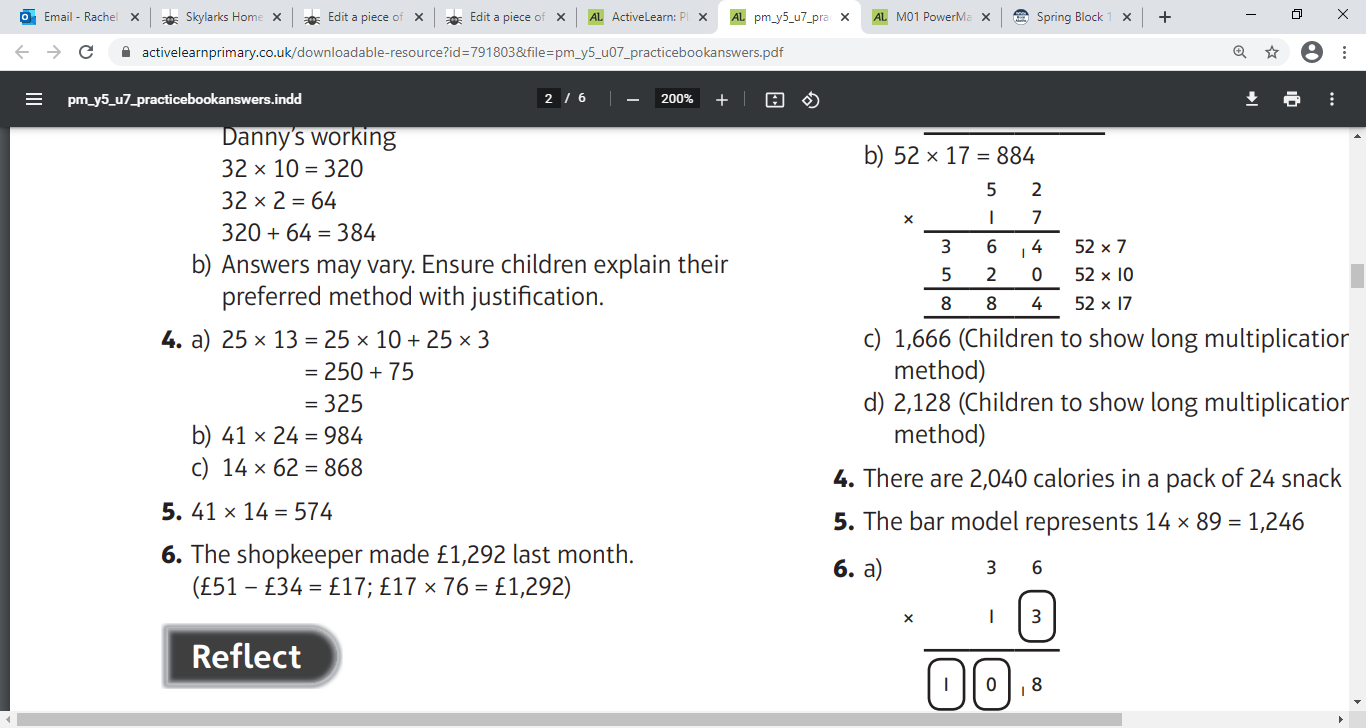 Email - Rachel
Skylarks Home
Edit a piece of
Edit a piece of
ActiveLearn: Pl
pm_y5_u7_pra
M01 PowerMa
Spring Block 1
activelearnprimary.co.uk/downloadable-resource?id=791803&file=pm_y5_u07_practicebookanswers.pdf
pm_y5_u7_practicebookanswers.indd
2 / 6
200%
Danny's working
32 × 10 = 320
32 × 2 = 64
320 + 64 = 384
b) Answers may vary. Ensure children explain their
preferred method with justification.
4. a) 25 × 13 = 25 × 10 + 25 × 3
= 250 + 75
= 325
b) 41 × 24 = 984
c) 14 × 62 = 868
5. 41 × 14 = 574
6. The shopkeeper made £1,292 last month.
(£51 – £34 = £17; £17 × 76 = £1,292)
Reflect
b) 52 × 17 = 884
5 2
× 1 7
3 6 1 4 52 × 7
5 2 0 52 × 10
8 8 4 52 × 17
c) 1,666 (Children to show long multiplication
method)
d) 2,128 (Children to show long multiplication
method)
4. There are 2,040 calories in a pack of 24 snack
5. The bar model represents 14 × 89 = 1,246
6. a) 3 6
× 1 3
1 0 1 8